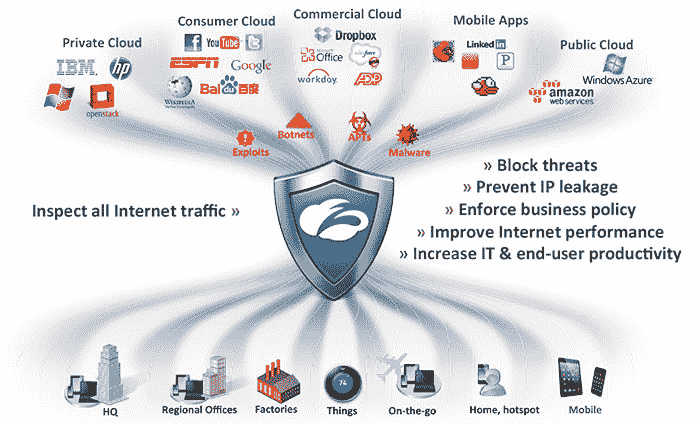 Private Cloud
Consumer Cloud
Commercial Cloud
Mobile Apps
Public Cloud
IBM
hp
openstack
f
YouTube
t
ESPN
Google
WIKIPEDIA
Bai du 百度
Dropbox
Microsoft
Office
salesforce
workday
ADP
LinkedIn
P
Windows Azure
amazon
web services
Exploits
Botnets
APTs
Malware
Inspect all Internet traffic »
» Block threats
» Prevent IP leakage
» Enforce business policy
» Improve Internet performance
» Increase IT & end-user productivity
74
HQ
Regional Offices
Factories
Things
On-the-go
Home, hotspot
Mobile